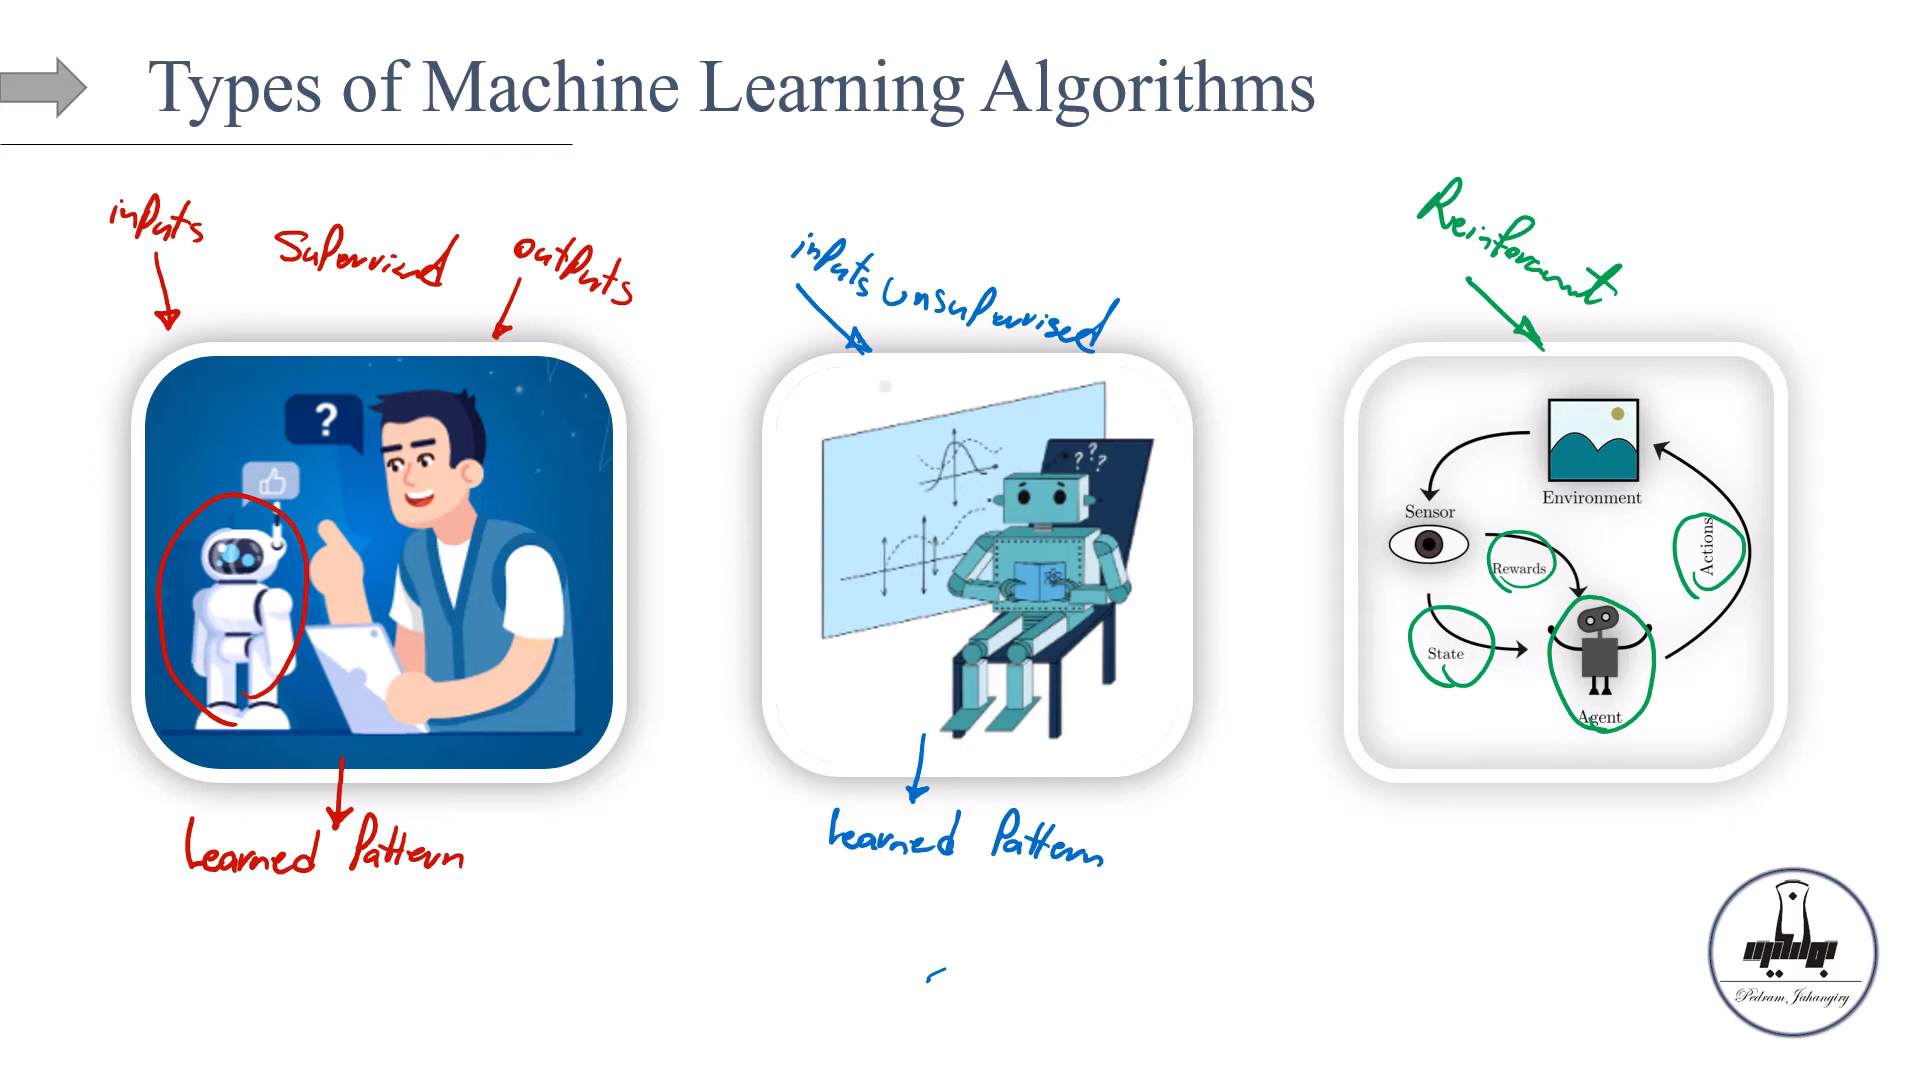 Types of Machine Learning Algorithms
inputs
Supervised
outputs
?
Learned Pattern
inputs
Unsupervised
? ? ?
Learned Pattern
Reinforcement
Environment
Sensor
Rewards
Actions
State
Agent
Pedram Jahangiry